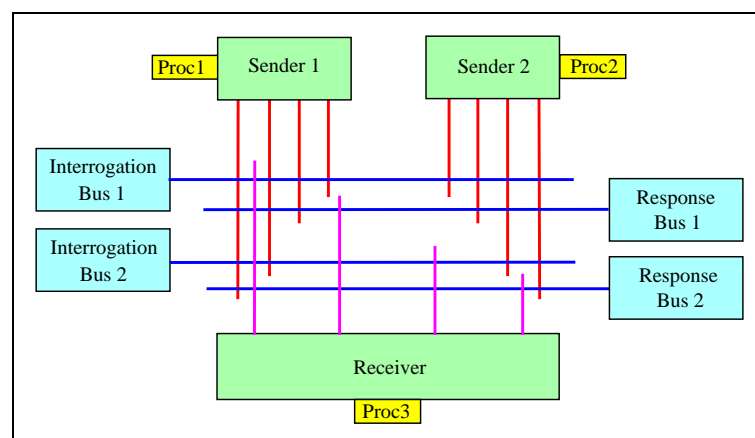 Proc1
Sender 1
Sender 2
Proc2
Interrogation
Bus 1
Response
Bus 1
Interrogation
Bus 2
Response
Bus 2
Receiver
Proc3